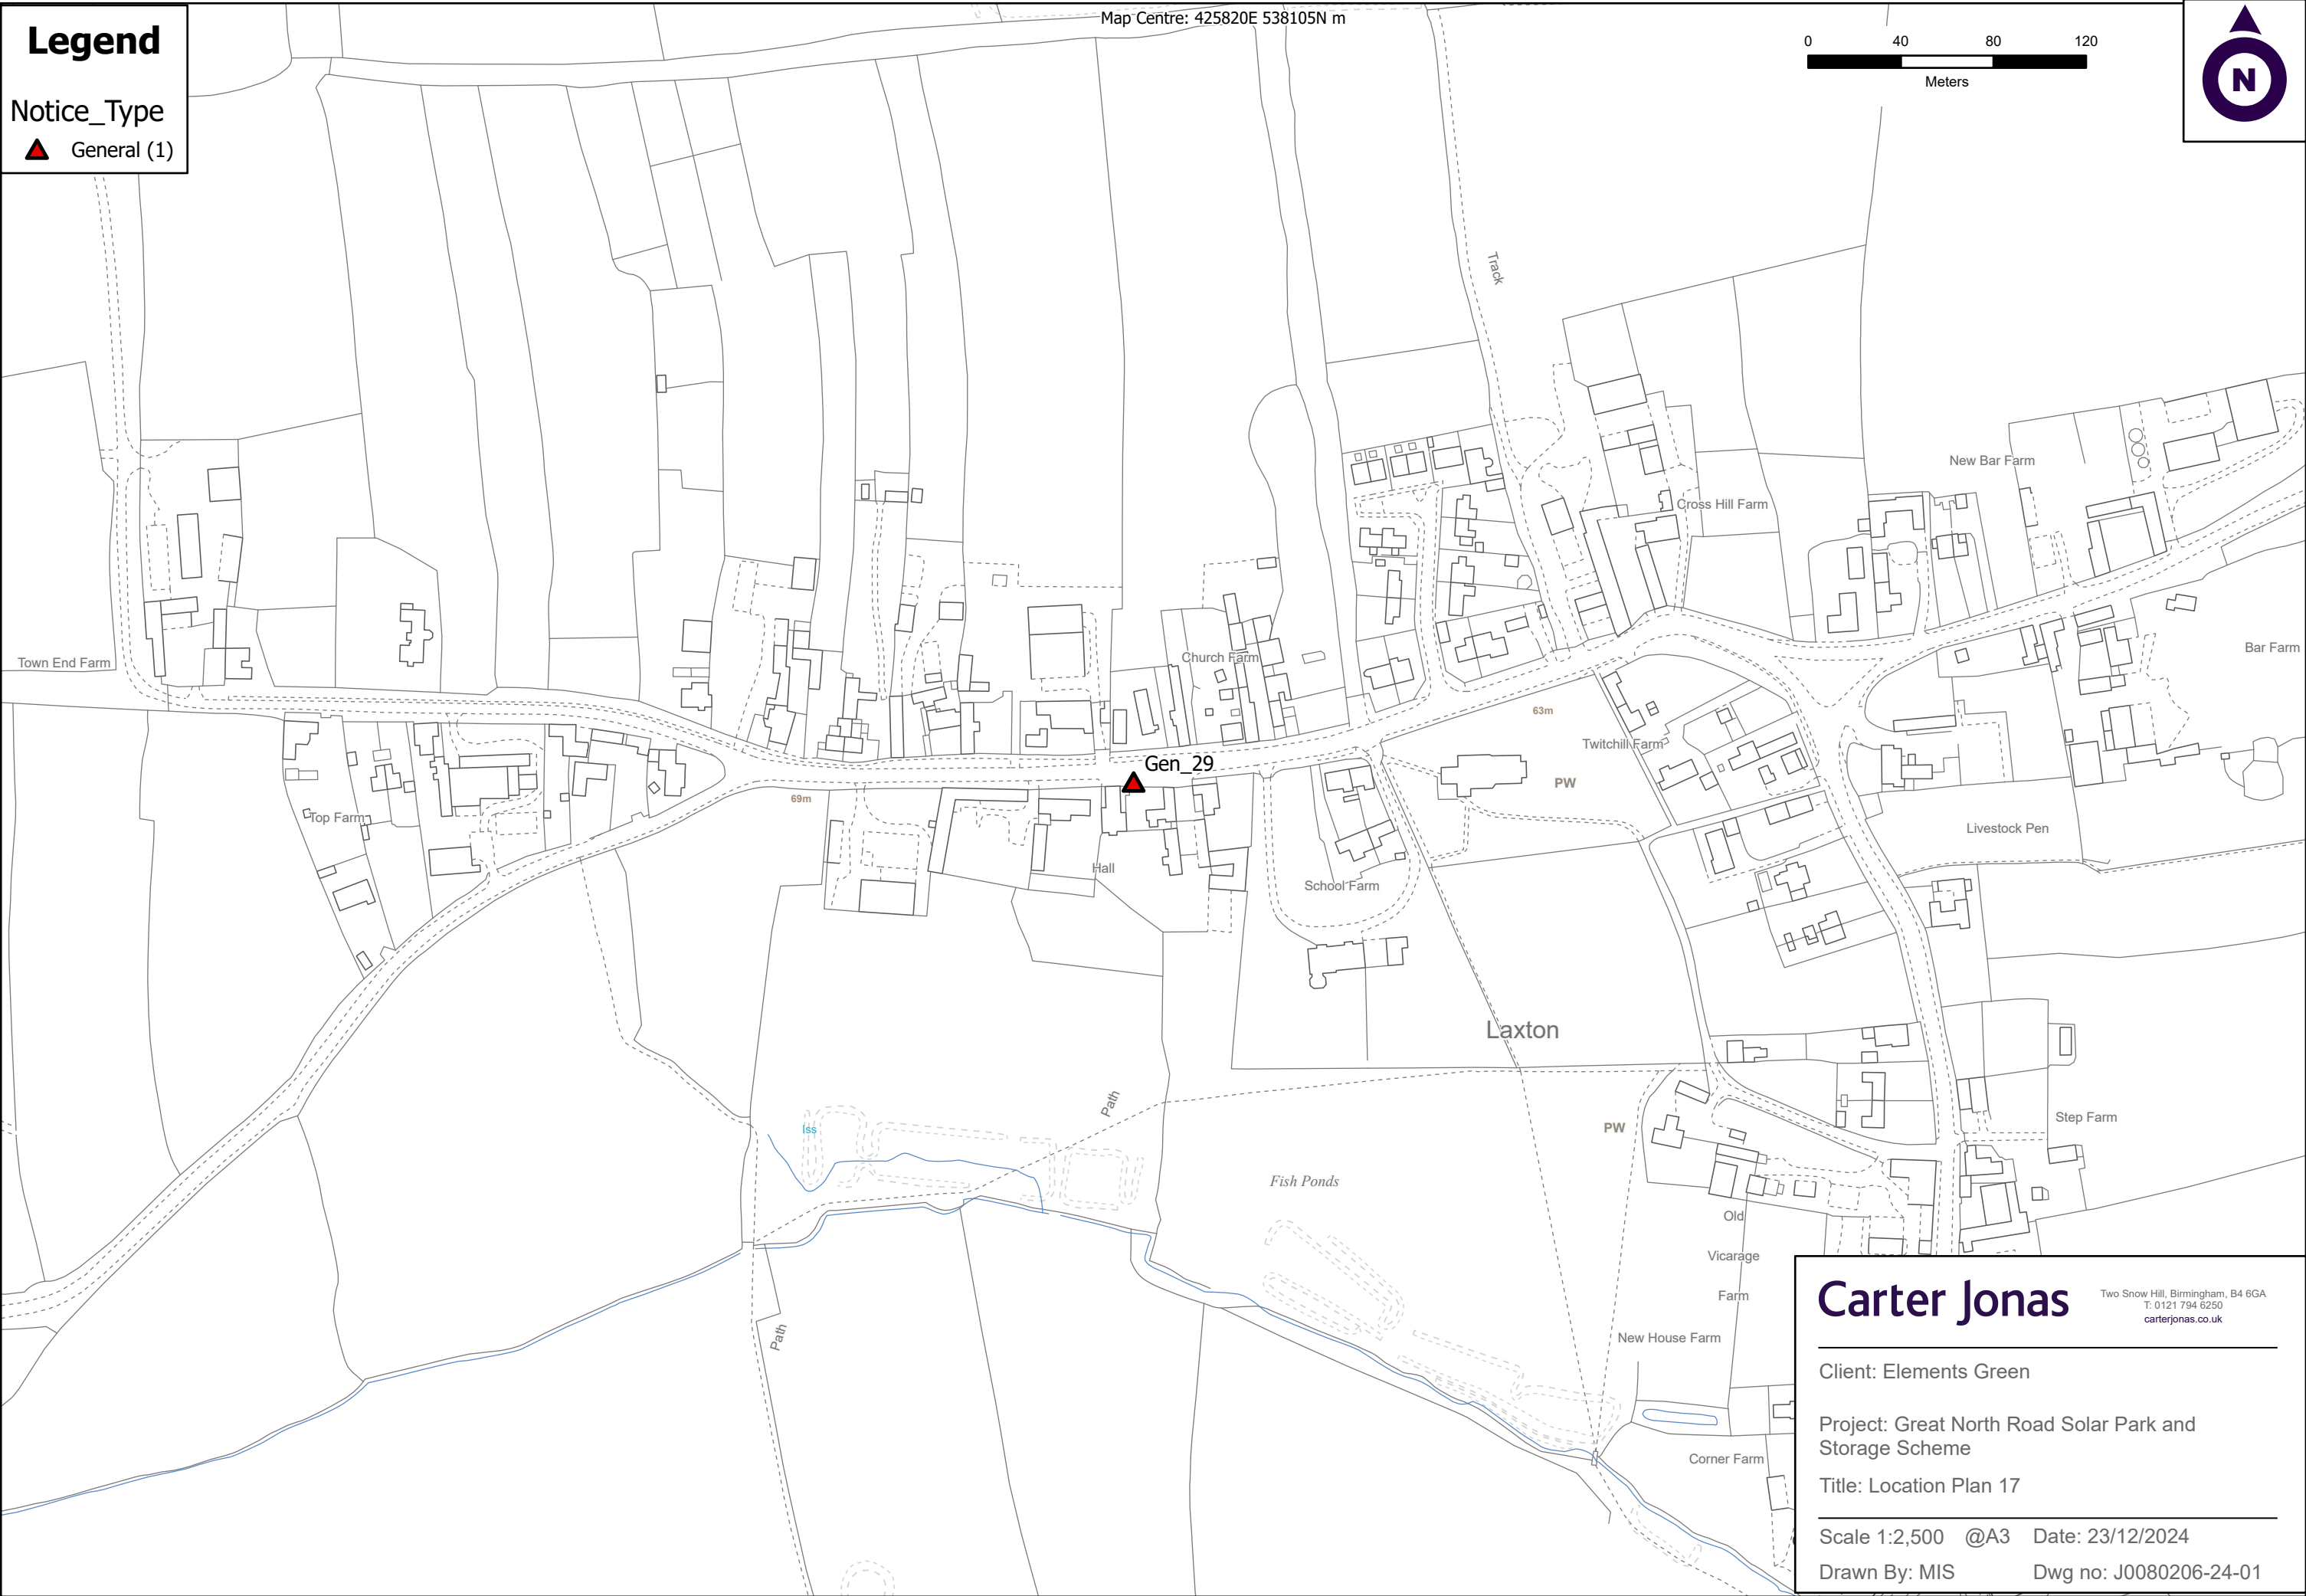 Legend
Notice_Type
General (1)
Map Centre: 425820E 538105N m
0 40 80 120
Meters
N
Track
New Bar Farm
Cross Hill Farm
Town End Farm
Church Farm
Bar Farm
63m
Twitchill Farm
Gen_29
PW
69m
Top Farm
Livestock Pen
Hall
School Farm
Laxton
Path
Iss
PW
Step Farm
Fish Ponds
Old
Vicarage
Farm
Path
New House Farm
Corner Farm
Carter Jonas
Two Snow Hill, Birmingham, B4 6GA
T: 0121 794 6250
carterjonas.co.uk
Client: Elements Green
Project: Great North Road Solar Park and
Storage Scheme
Title: Location Plan 17
Scale 1:2,500 @A3 Date: 23/12/2024
Drawn By: MIS Dwg no: J0080206-24-01